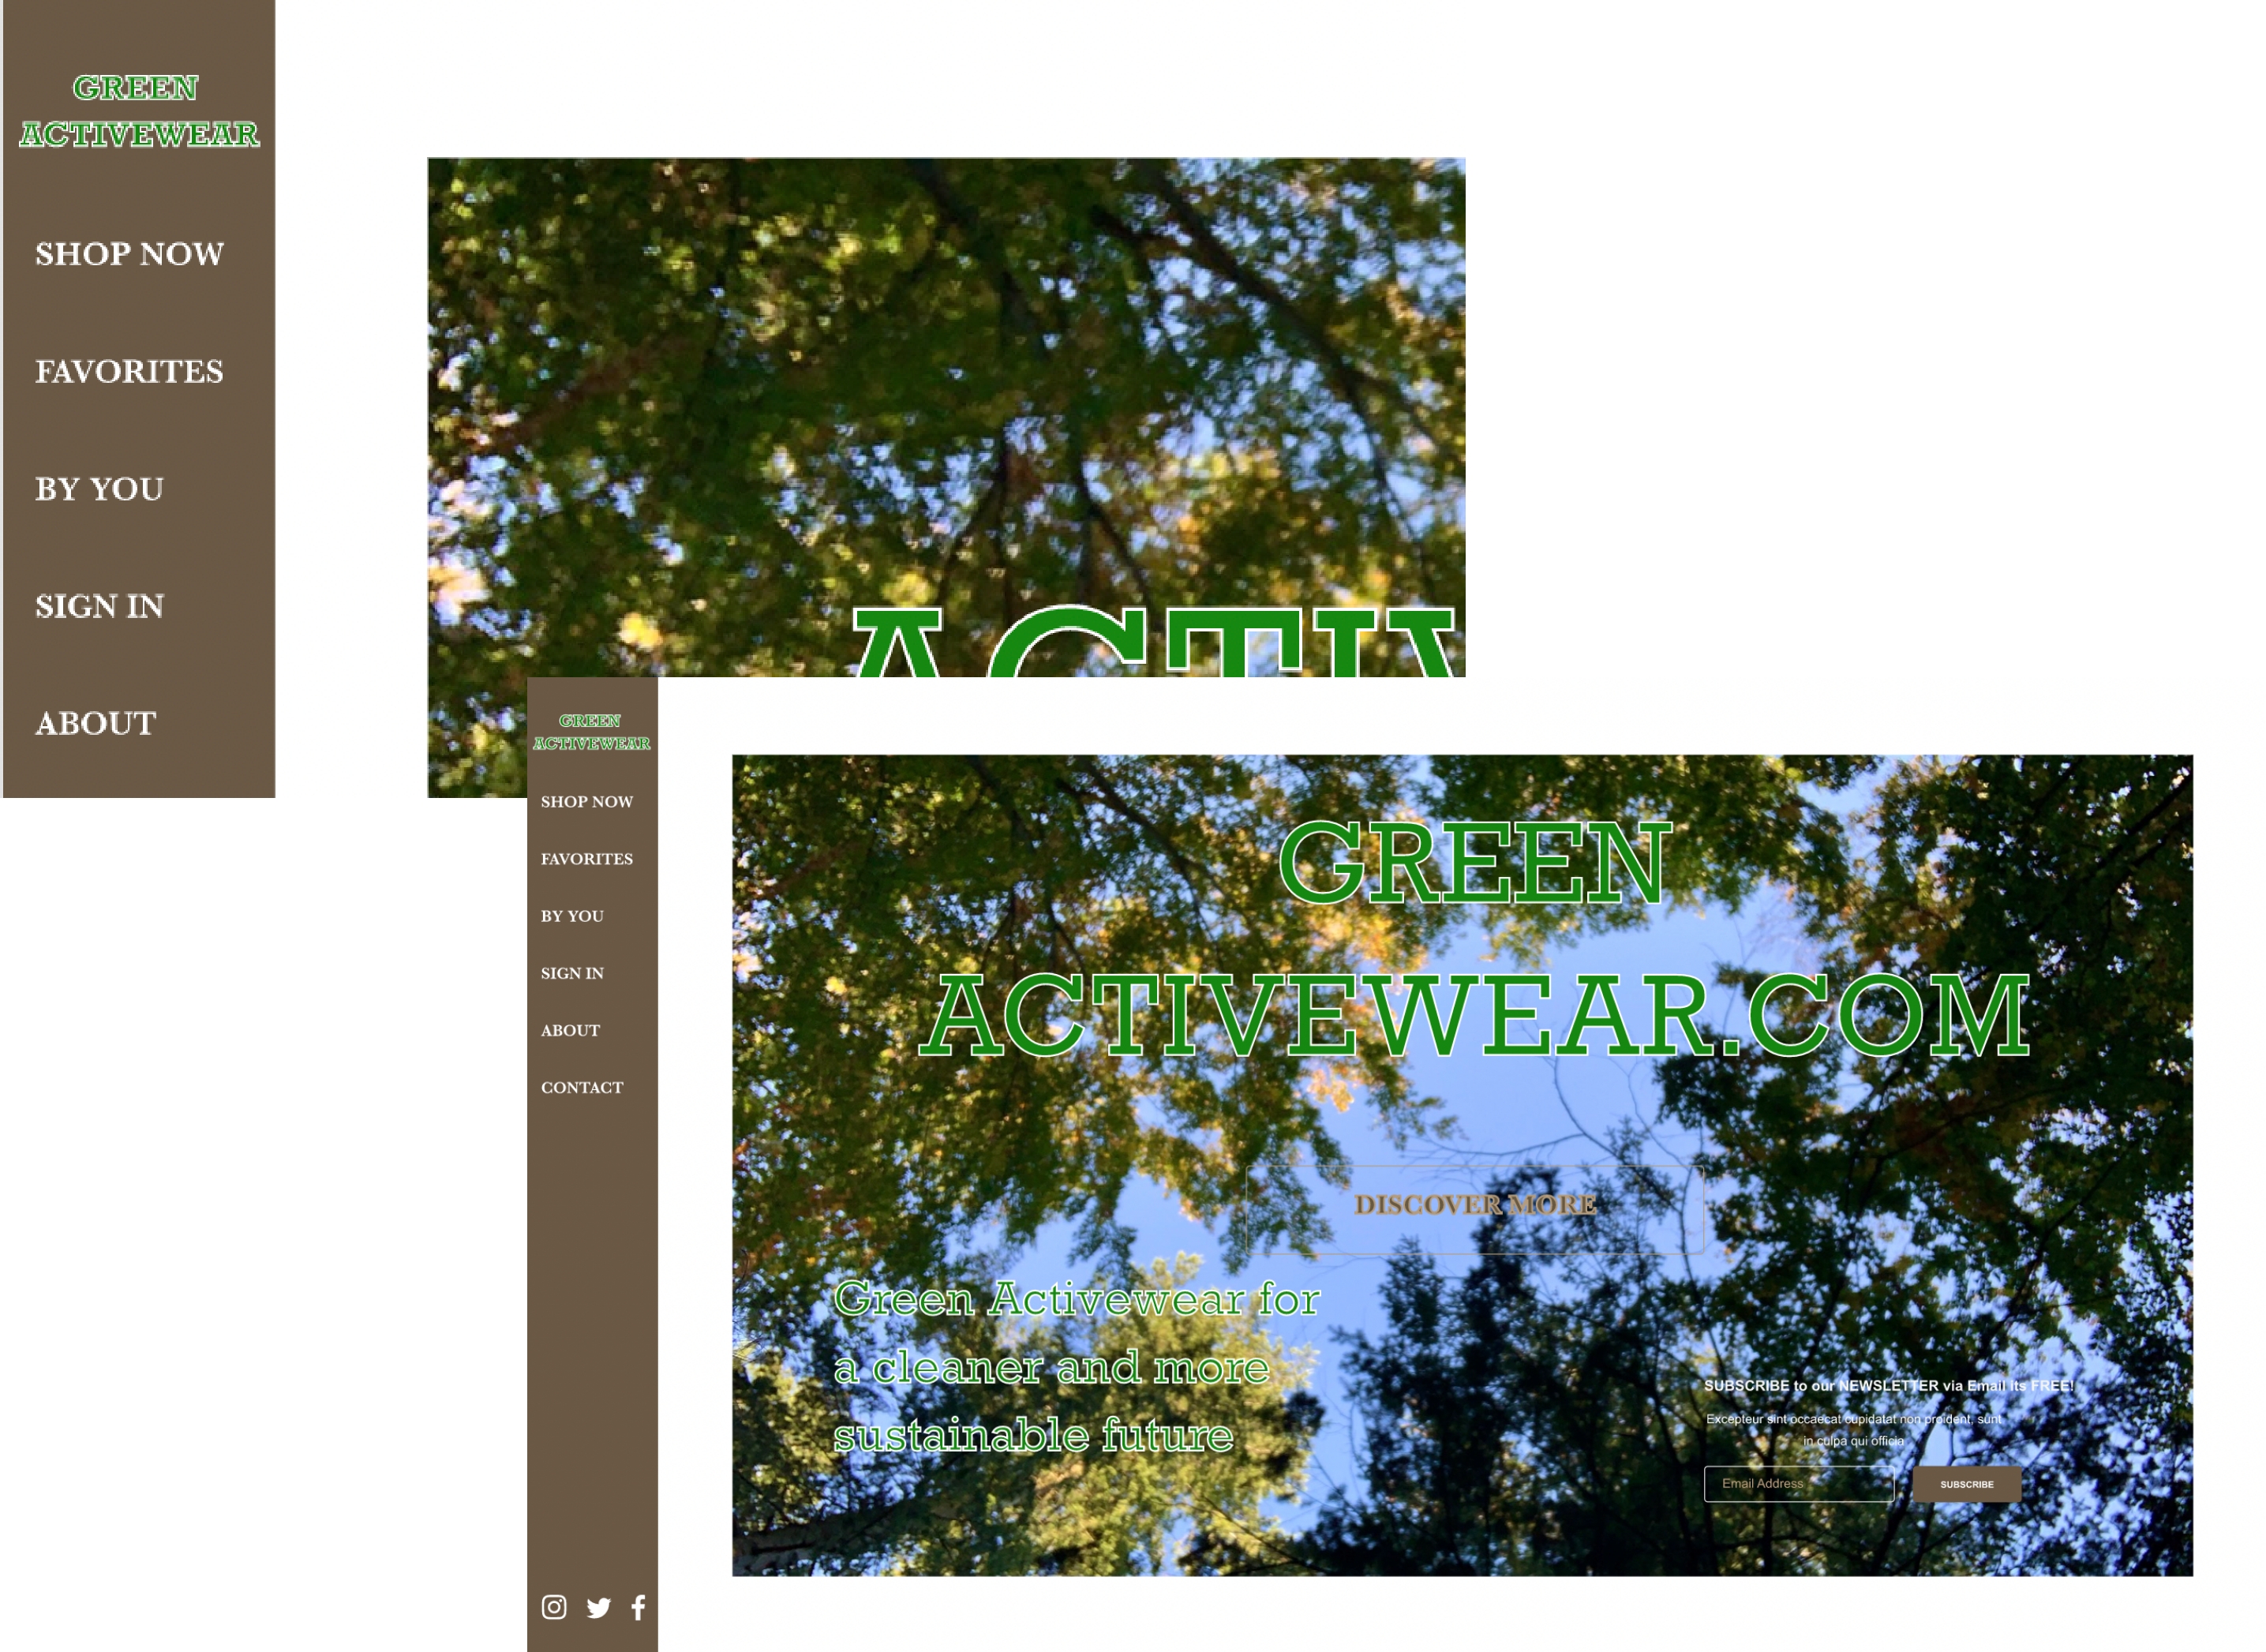 GREEN
ACTIVEWEAR
SHOP NOW
FAVORITES
BY YOU
SIGN IN
ABOUT
ACTIV
GREEN
ACTIVEWEAR
SHOP NOW
FAVORITES
BY YOU
SIGN IN
ABOUT
CONTACT
GREEN
ACTIVEWEAR.COM
DISCOVER MORE
Green Activewear for
a cleaner and more
sustainable future
SUBSCRIBE to our NEWSLETTER via Email its FREE!
Excepteur sint occaecat cupidatat non proident, sunt
in culpa qui officia
Email Address
SUBSCRIBE